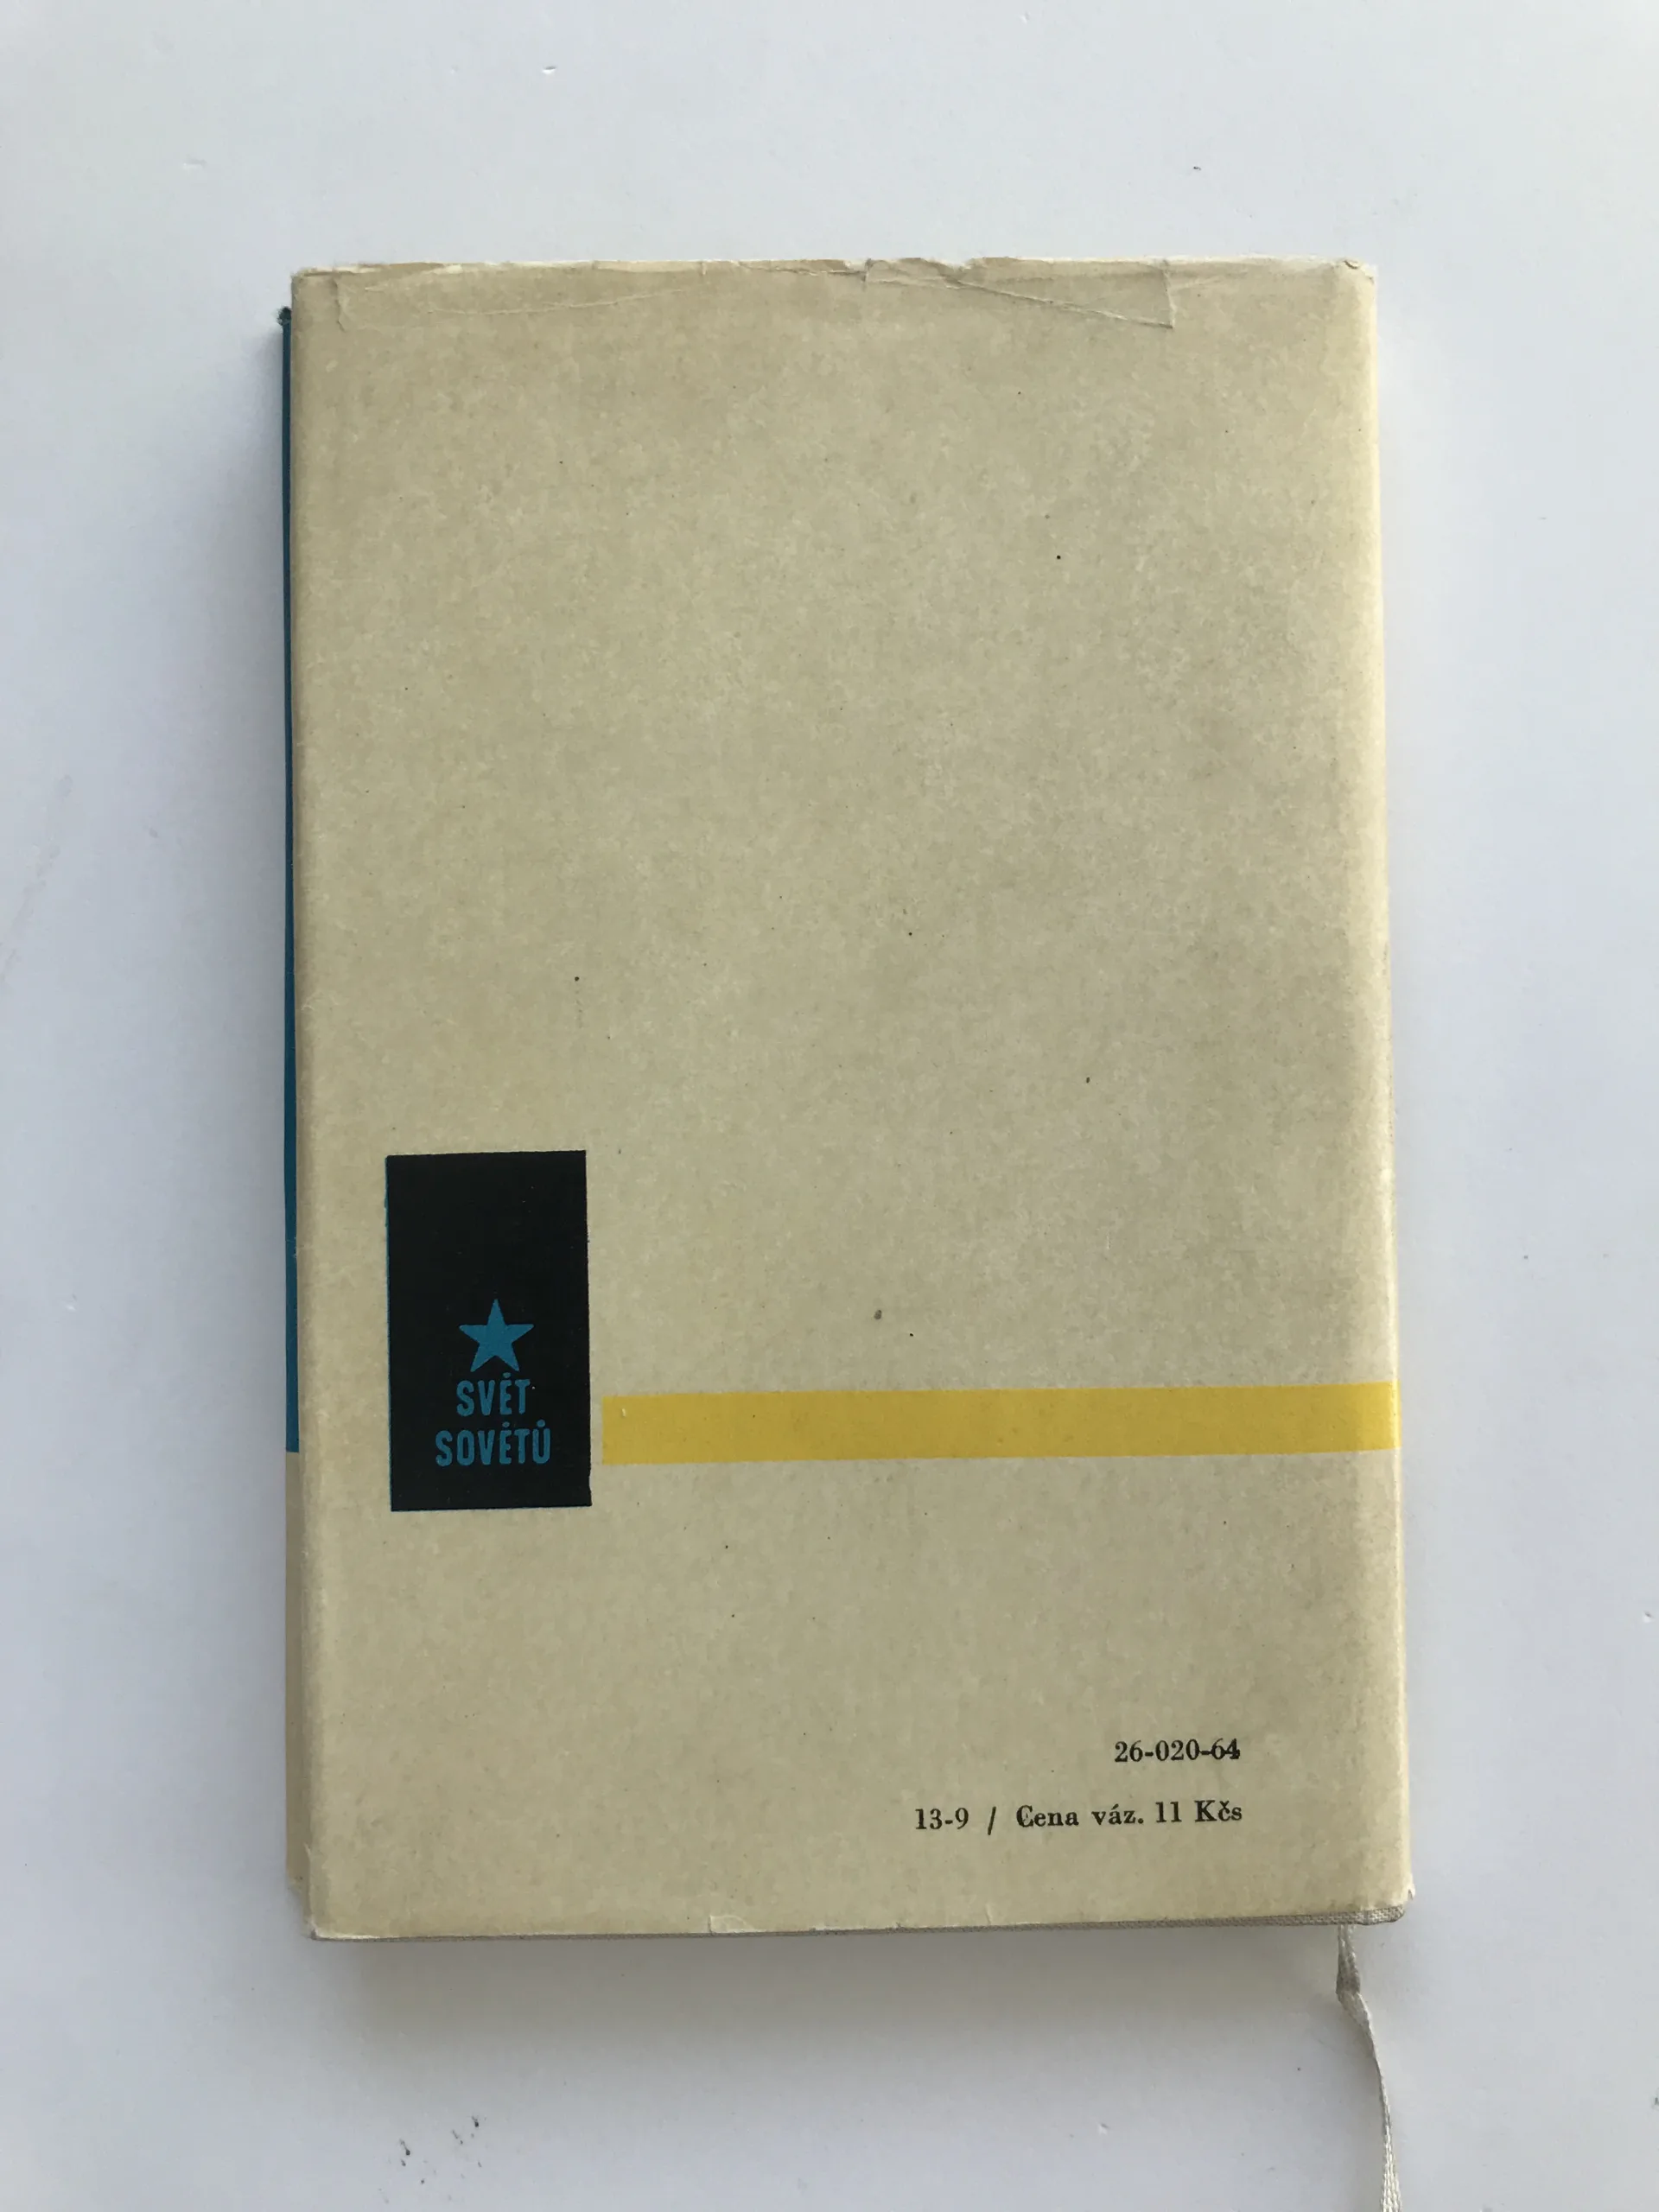 SVĚT
SOVĚTŮ
26-020-64
13-9 / Cena váz. 11 Kčs